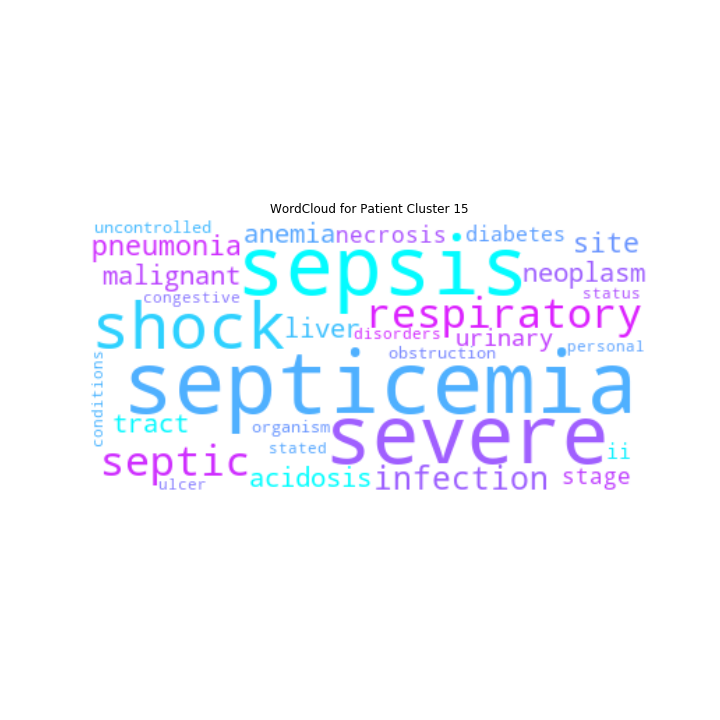 WordCloud for Patient Cluster 15
uncontrolled
anemia
necrosis
diabetes
site
pneumonia
sepsis
malignant
neoplasm
congestive
status
shock
respiratory
liver
disorders
urinary
obstruction
personal
conditions
septicemia
tract
organism
severe
stated
ii
septic
acidosis
infection
stage
ulcer